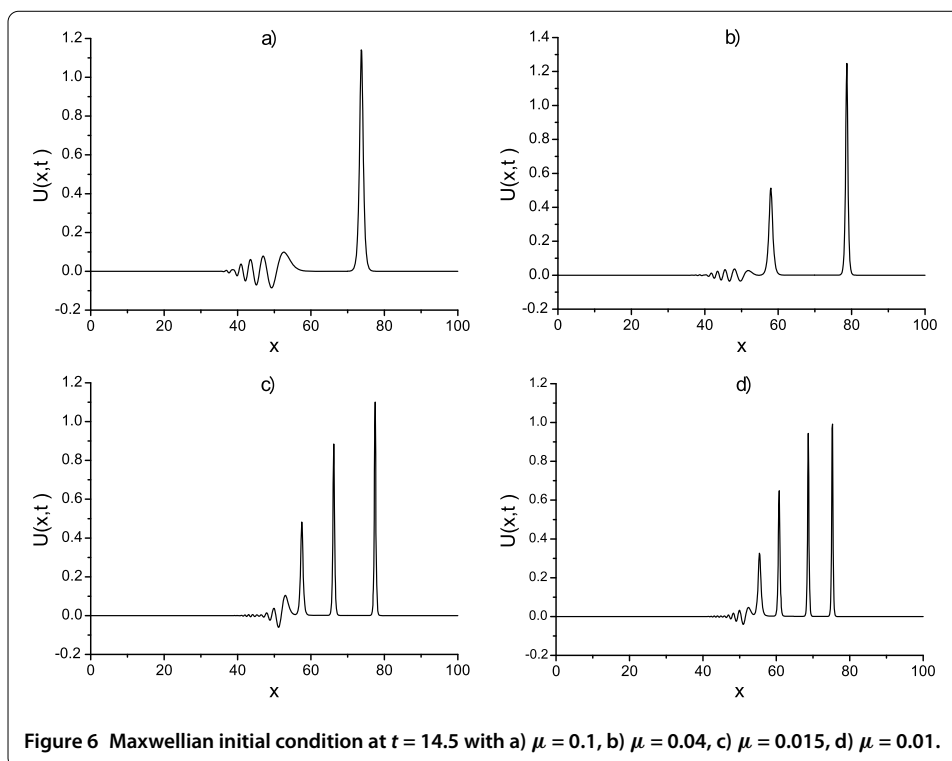 a)
1.2
1.0
0.8
0.6
0.4
0.2
0.0
-0.2
U(x,t)
0 20 40 60 80 100
x
b)
1.4
1.2
1.0
0.8
0.6
0.4
0.2
0.0
-0.2
U(x,t)
0 20 40 60 80 100
x
c)
1.2
1.0
0.8
0.6
0.4
0.2
0.0
-0.2
U(x,t)
0 20 40 60 80 100
x
d)
1.2
1.0
0.8
0.6
0.4
0.2
0.0
-0.2
U(x,t)
0 20 40 60 80 100
x
Figure 6 Maxwellian initial condition at t = 14.5 with a) μ = 0.1, b) μ = 0.04, c) μ = 0.015, d) μ = 0.01.